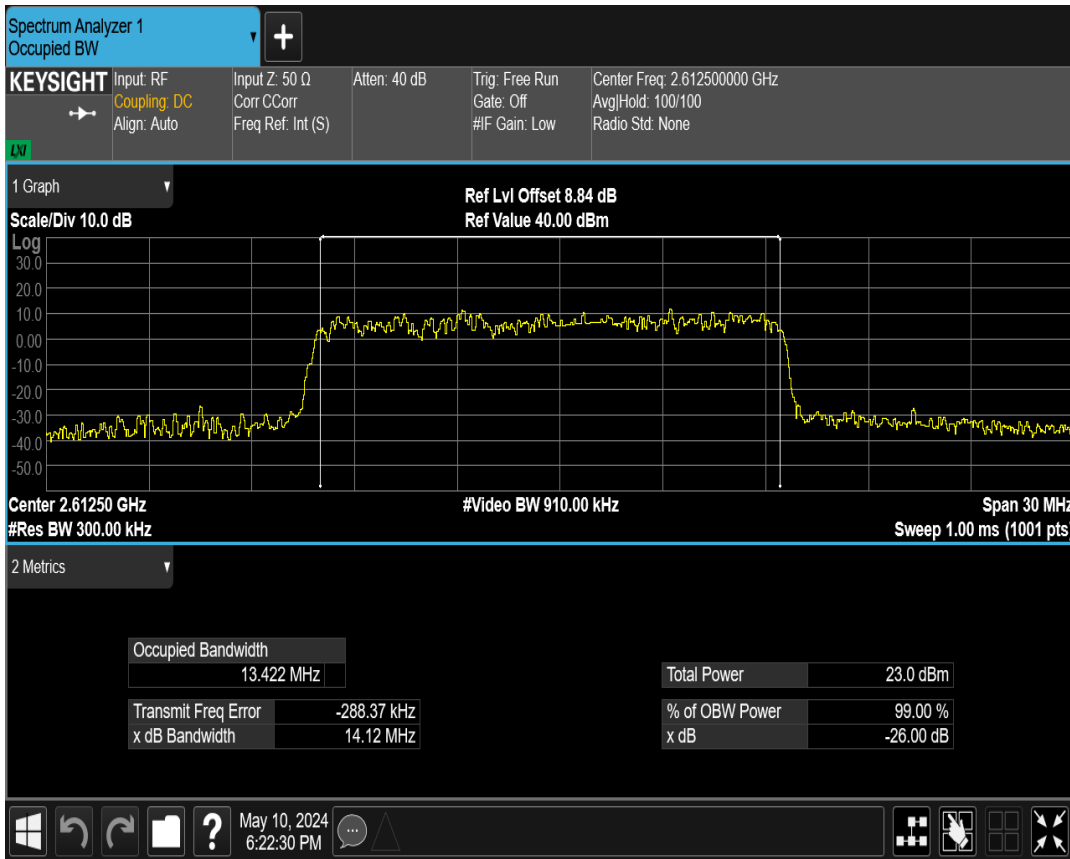 Spectrum Analyzer 1
Occupied BW
+
KEYSIGHT
LXI
Input: RF
Coupling: DC
Align: Auto
Input Z: 50 Ω
Corr CCorr
Freq Ref: Int (S)
Atten: 40 dB
Trig: Free Run
Gate: Off
#IF Gain: Low
Center Freq: 2.612500000 GHz
Avg|Hold: 100/100
Radio Std: None
1 Graph
Scale/Div 10.0 dB
Ref Lvl Offset 8.84 dB
Ref Value 40.00 dBm
Log
30.0
20.0
10.0
0.00
-10.0
-20.0
-30.0
-40.0
-50.0
Center 2.61250 GHz
#Video BW 910.00 kHz
Span 30 MHz
#Res BW 300.00 kHz
Sweep 1.00 ms (1001 pts)
2 Metrics
Occupied Bandwidth
13.422 MHz
Total Power 23.0 dBm
Transmit Freq Error -288.37 kHz
% of OBW Power 99.00 %
x dB Bandwidth 14.12 MHz
x dB -26.00 dB
?
May 10, 2024
6:22:30 PM